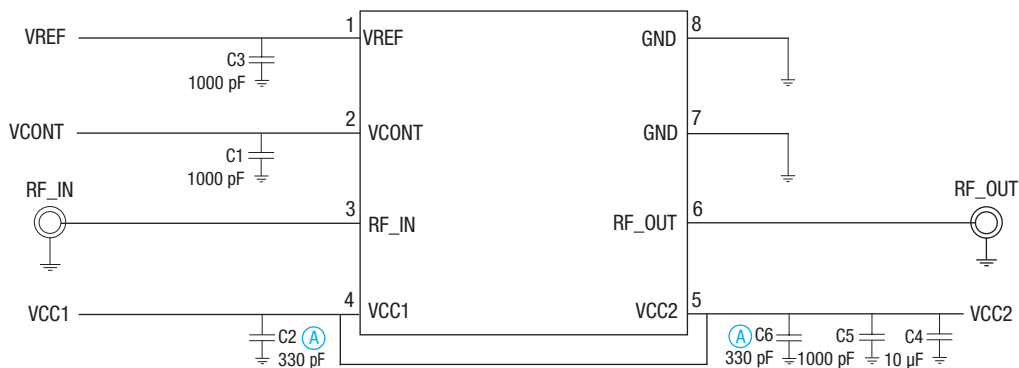 1
8
VREF
VREF
GND
C3
1000 pF
2
7
VCONT
VCONT
GND
C1
1000 pF
RF_IN
RF_OUT
3
6
RF_IN
RF_OUT
4
5
VCC1
VCC1
VCC2
VCC2
C2 A
330 pF
A C6
330 pF
C5
1000 pF
C4
10 µF